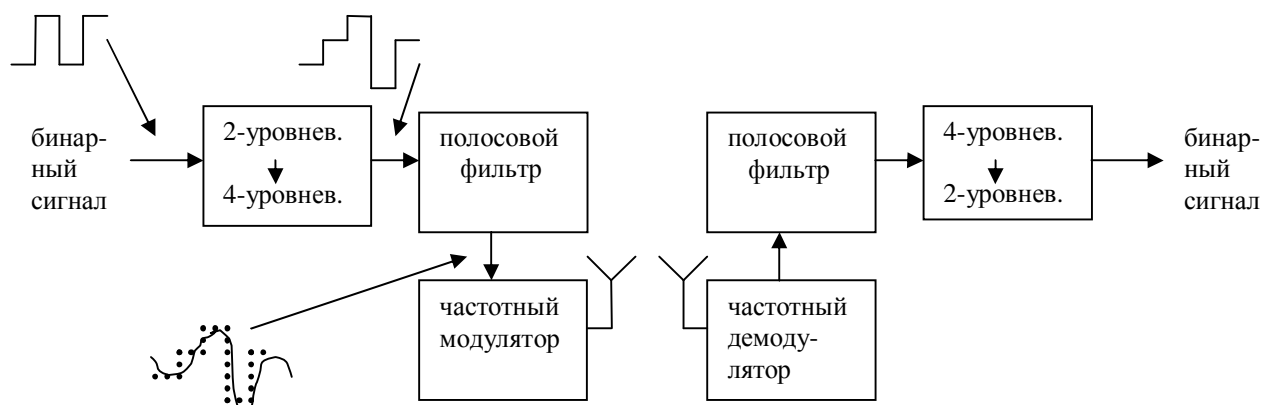 бинар-
ный
сигнал
2-уровнев.
4-уровнев.
полосовой
фильтр
частотный
модулятор
полосовой
фильтр
частотный
демоду-
лятор
4-уровнев.
2-уровнев.
бинар-
ный
сигнал